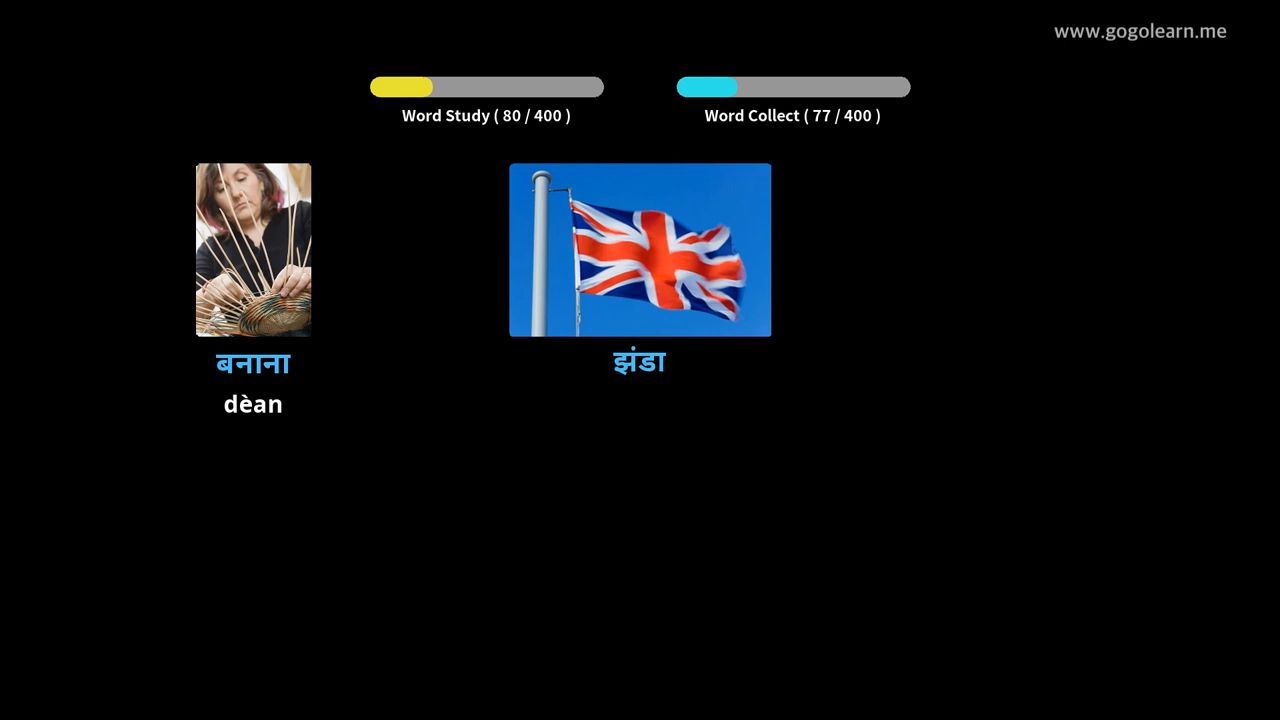 www.gogolearn.me
Word Study ( 80 / 400 )
Word Collect ( 77 / 400 )
बनाना
dèan
झंडा